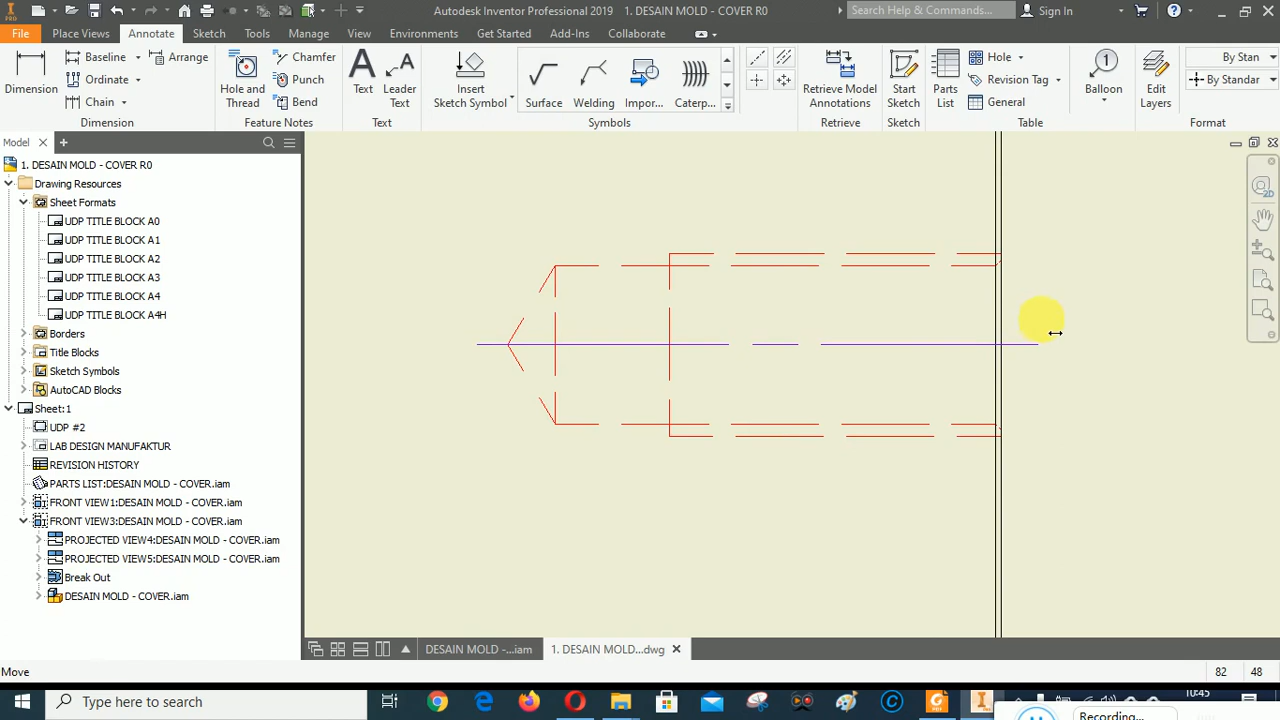 PRO
Autodesk Inventor Professional 2019   1. DESAIN MOLD - COVER R0
Search Help & Commands...
Sign In
File
Place Views
Annotate
Sketch
Tools
Manage
View
Environments
Get Started
Add-Ins
Collaborate
Dimension
Baseline
Ordinate
Chain
Arrange
Dimension
Hole and Thread
Chamfer
Punch
Bend
Feature Notes
Text
Leader Text
Text
Insert Sketch Symbol
Surface
Welding
Impor...
Caterp...
Symbols
Retrieve Model Annotations
Retrieve
Start Sketch
Sketch
Parts List
Hole
Revision Tag
General
Table
Balloon
1
Edit Layers
By Stan
By Standar
Format
Model
1. DESAIN MOLD - COVER R0
Drawing Resources
Sheet Formats
UDP TITLE BLOCK A0
UDP TITLE BLOCK A1
UDP TITLE BLOCK A2
UDP TITLE BLOCK A3
UDP TITLE BLOCK A4
UDP TITLE BLOCK A4H
Borders
Title Blocks
Sketch Symbols
AutoCAD Blocks
Sheet:1
UDP #2
LAB DESIGN MANUFAKTUR
REVISION HISTORY
PARTS LIST:DESAIN MOLD - COVER.iam
FRONT VIEW1:DESAIN MOLD - COVER.iam
FRONT VIEW3:DESAIN MOLD - COVER.iam
PROJECTED VIEW4:DESAIN MOLD - COVER.iam
PROJECTED VIEW5:DESAIN MOLD - COVER.iam
Break Out
DESAIN MOLD - COVER.iam
2D
DESAIN MOLD -...iam
1. DESAIN MOLD...dwg
Move
82
48
Type here to search
10:45
Recording...